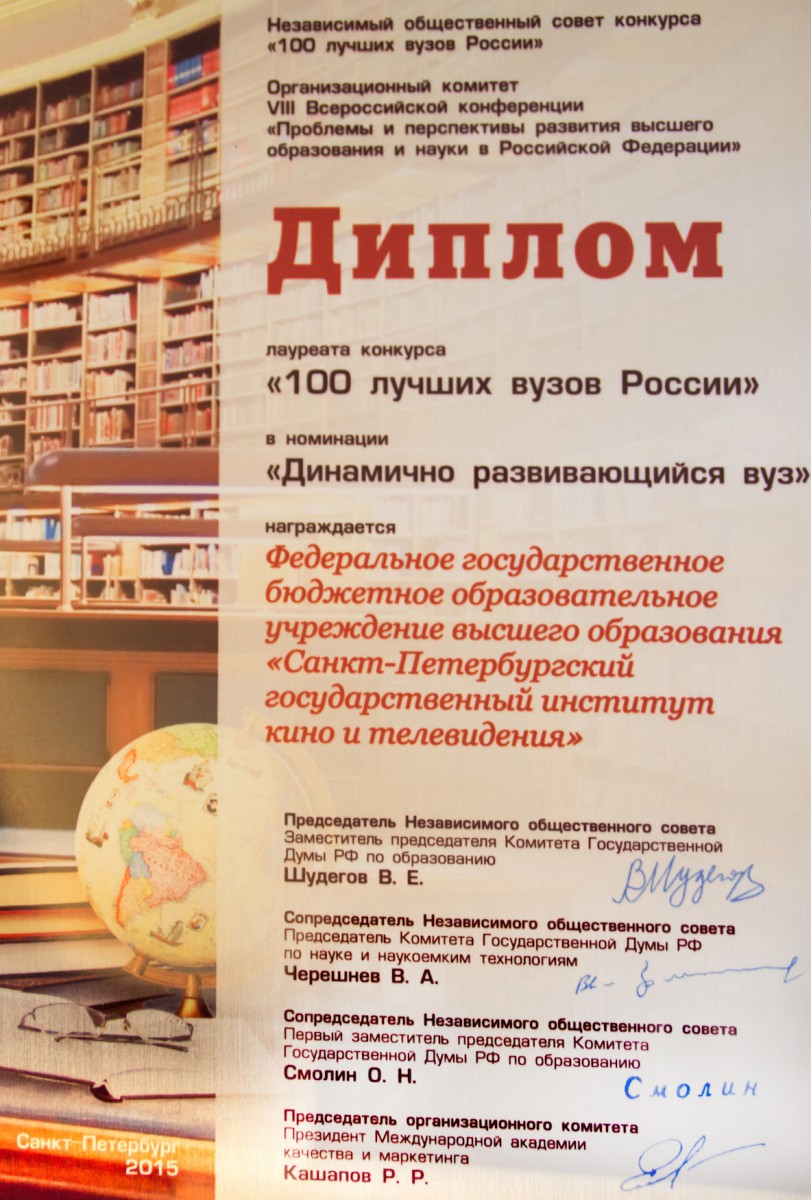 Независимый общественный совет конкурса
«100 лучших вузов России»
Организационный комитет
VIII Всероссийской конференции
«Проблемы и перспективы развития высшего
образования и науки в Российской Федерации»
Диплом
лауреата конкурса
«100 лучших вузов России»
в номинации
«Динамично развивающийся вуз»
награждается
Федеральное государственное
бюджетное образовательное
учреждение высшего образования
«Санкт-Петербургский
государственный институт
кино и телевидения»
Председатель Независимого общественного совета
Заместитель председателя Комитета Государственной
Думы РФ по образованию
Шудегов В. Е.
Сопредседатель Независимого общественного совета
Председатель Комитета Государственной Думы РФ
по науке и наукоемким технологиям
Черешнев В. А.
Сопредседатель Независимого общественного совета
Первый заместитель председателя Комитета
Государственной Думы РФ по образованию
Смолин О. Н.
Смолин
Председатель организационного комитета
Президент Международной академии
качества и маркетинга
Кашапов Р. Р.
Санкт-Петербург
2015